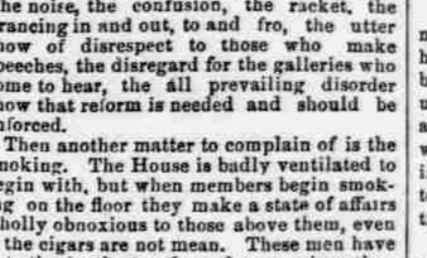 he noise, the confusion, the racket, the
rancing in and out, to and fro, the utter
how of disrespect to those who make
peeches, the disregard for the galleries who
ome to hear, the all prevailing disorder
how that reform is needed and should be
nforced.
Then another matter to complain of is the
moking. The House is badly ventilated to
egin with, but when members begin smok-
ng on the floor they make a state of affairs
holly obnoxious to those above them, even
the cigars are not mean. These men have